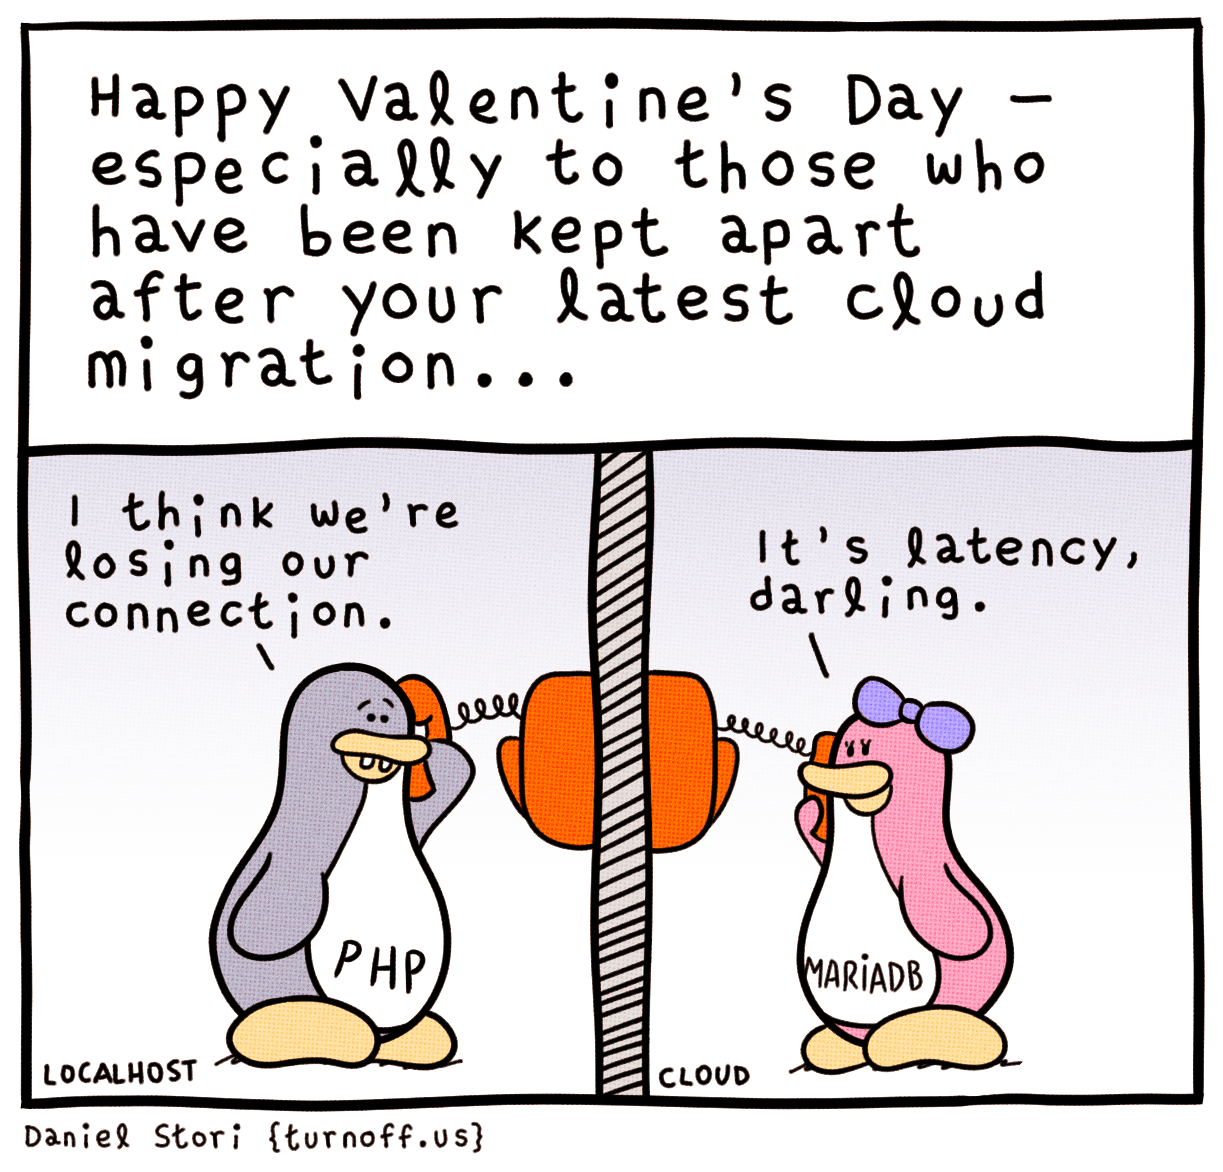 Happy Valentine's Day –
especially to those who
have been kept apart
after your latest cloud
migration...
I think we're
losing our
connection.
It's latency,
darling.
PHP
MARiADB
LOCALHOST
CLOUD
Daniel Stori {turnoff.us}